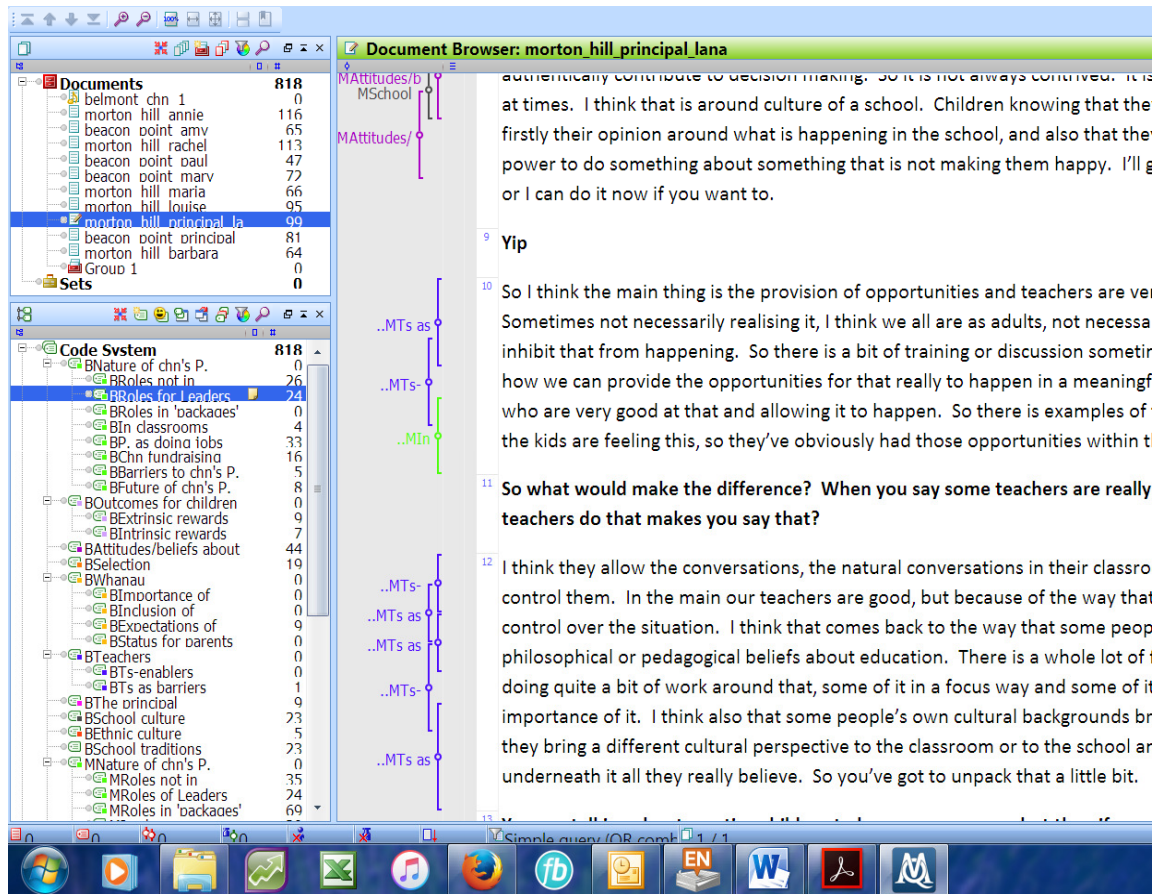 100%
Document Browser: morton_hill_principal_lana
Documents 818
belmont chn 1 0
morton hill annie 116
beacon point amy 65
morton hill rachel 113
beacon point paul 47
beacon point mary 72
morton hill maria 66
morton hill louise 95
morton hill principal la 99
beacon point principal 81
morton hill barbara 64
Group 1 0
Sets 0
Code System 818
BNature of chn's P. 0
BRoles not in 26
BRoles for Leaders 24
BRoles in 'packages' 0
BIn classrooms 4
BP. as doing jobs 33
BChn fundraising 16
BBarriers to chn's P. 5
BFuture of chn's P. 8
BOutcomes for children 0
BExtrinsic rewards 9
BIntrinsic rewards 7
BAttitudes/beliefs about 44
BSelection 19
BWhanau 0
BImportance of 0
BInclusion of 0
BExpectations of 9
BStatus for parents 0
BTeachers 0
BTs-enablers 0
BTs as barriers 1
BThe principal 9
BSchool culture 23
BEthnic culture 5
BSchool traditions 23
MNature of chn's P. 0
MRoles not in 35
MRoles of Leaders 24
MRoles in 'packages' 69
MAttitudes/b
MSchool
MAttitudes/
..MTs as
..MTs-
..MIn
..MTs-
..MTs as
..MTs as
..MTs-
..MTs as
authentically contribute to decision making. So it is not always contrived. It is
at times. I think that is around culture of a school. Children knowing that the
firstly their opinion around what is happening in the school, and also that they
power to do something about something that is not making them happy. I'll g
or I can do it now if you want to.
9 Yip
10 So I think the main thing is the provision of opportunities and teachers are ver
Sometimes not necessarily realising it, I think we all are as adults, not necessa
inhibit that from happening. So there is a bit of training or discussion sometin
how we can provide the opportunities for that really to happen in a meaningf
who are very good at that and allowing it to happen. So there is examples of
the kids are feeling this, so they've obviously had those opportunities within t
11 So what would make the difference? When you say some teachers are really
teachers do that makes you say that?
12 I think they allow the conversations, the natural conversations in their classro
control them. In the main our teachers are good, but because of the way that
control over the situation. I think that comes back to the way that some peop
philosophical or pedagogical beliefs about education. There is a whole lot of f
doing quite a bit of work around that, some of it in a focus way and some of it
importance of it. I think also that some people's own cultural backgrounds br
they bring a different cultural perspective to the classroom or to the school ar
underneath it all they really believe. So you've got to unpack that a little bit.
13
0 0 0 0
Simple query (OR comb 1 / 1
fb
EN
W